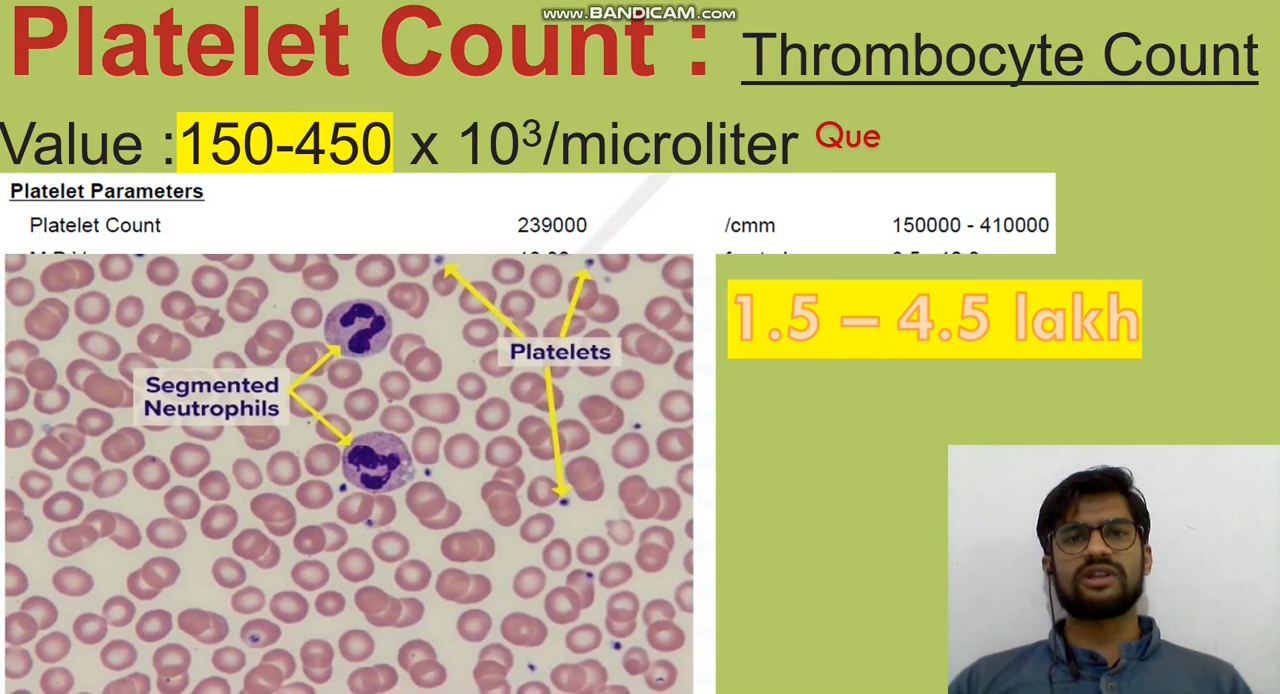 www.BANDICAM.com
Platelet Count : Thrombocyte Count
Value :150-450 x 10³/microliter Que
Platelet Parameters
Platelet Count 239000 /cmm 150000 - 410000
Platelets
Segmented
Neutrophils
1.5 – 4.5 lakh